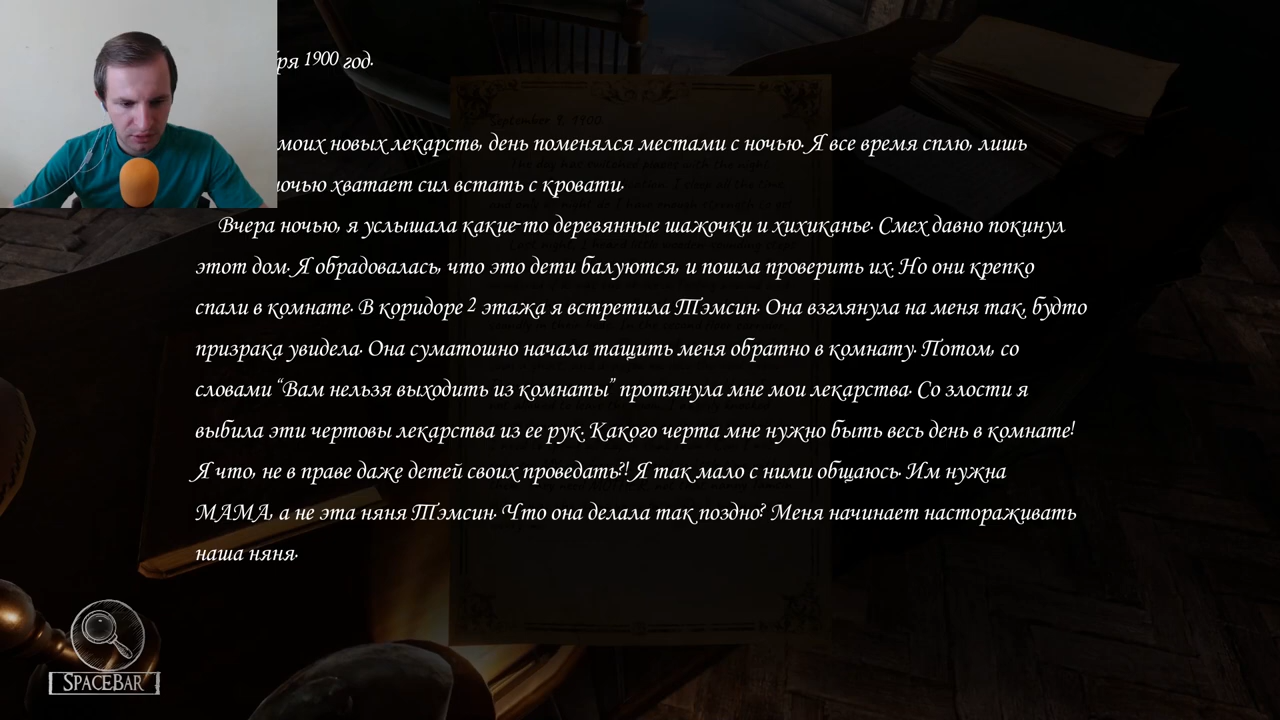 1900 год.
моих новых лекарств, день поменялся местами с ночью. Я все время сплю, лишь
ночью хватает сил встать с кровати.
Вчера ночью, я услышала какие-то деревянные шажочки и хихиканье. Смех давно покинул
этот дом. Я обрадовалась, что это дети балуются, и пошла проверить их. Но они крепко
спали в комнате. В коридоре 2 этажа я встретила Тэмсин. Она взглянула на меня так, будто
призрака увидела. Она суматошно начала тащить меня обратно в комнату. Потом, со
словами “Вам нельзя выходить из комнаты” протянула мне мои лекарства. Со злости я
выбила эти чертовы лекарства из ее рук. Какого черта мне нужно быть весь день в комнате!
Я что, не в праве даже детей своих проведать?! Я так мало с ними общаюсь. Им нужна
МАМА, а не эта няня Тэмсин. Что она делала так поздно? Меня начинает настораживать
наша няня.
SPACEBAR